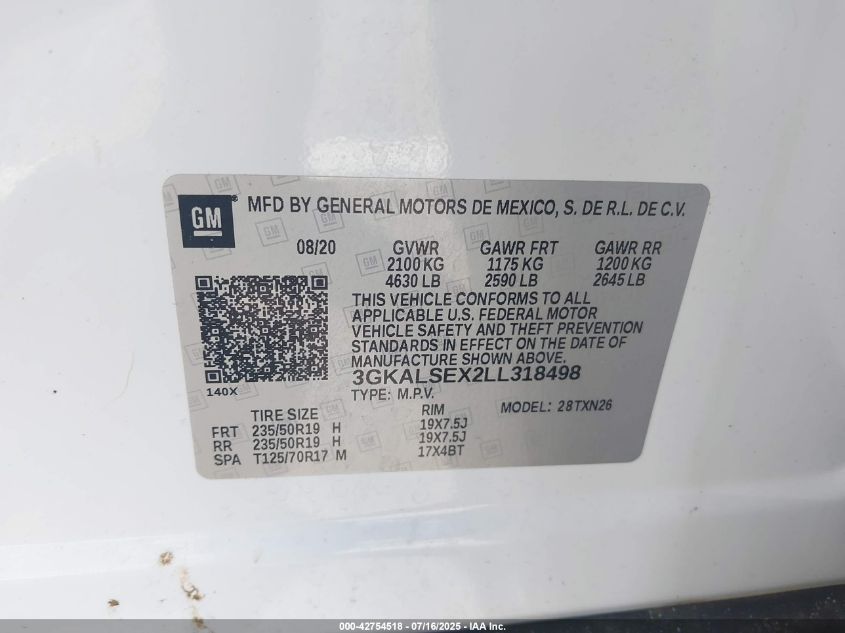 GM® MFD BY GENERAL MOTORS DE MEXICO, S. DE R.L. DE C.V.
08/20 GVWR GAWR FRT GAWR RR
2100 KG 1175 KG 1200 KG
4630 LB 2590 LB 2645 LB
THIS VEHICLE CONFORMS TO ALL
APPLICABLE U.S. FEDERAL MOTOR
VEHICLE SAFETY AND THEFT PREVENTION
STANDARDS IN EFFECT ON THE DATE OF
MANUFACTURE SHOWN ABOVE.
140X
3GKALSEX2LL318498
TYPE: M.P.V. MODEL: 28TXN26
TIRE SIZE RIM
FRT 235/50R19 H 19X7.5J
RR 235/50R19 H 19X7.5J
SPA T125/70R17 M 17X4BT
000-42754518 - 07/16/2025 - IAA Inc.